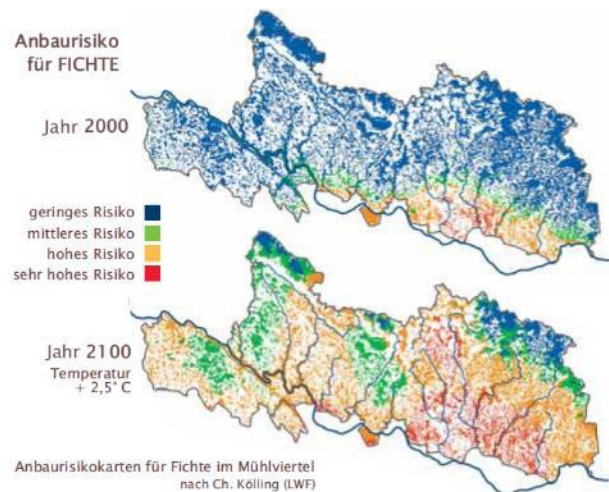 Anbaurisiko
für FICHTE
Jahr 2000
geringes Risiko
mittleres Risiko
hohes Risiko
sehr hohes Risiko
Jahr 2100
Temperatur
+ 2,5° C
Anbaurisikokarten für Fichte im Mühlviertel
nach Ch. Kölling (LWF)